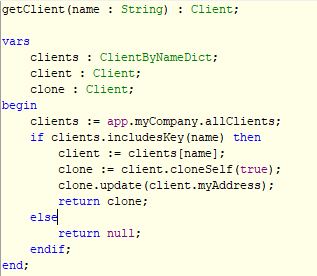 getClient(name : String) : Client;
vars
clients : ClientByNameDict;
client : Client;
clone : Client;
begin
clients := app.myCompany.allClients;
if clients.includesKey(name) then
client := clients[name];
clone := client.cloneSelf(true);
clone.update(client.myAddress);
return clone;
else
return null;
endif;
end;